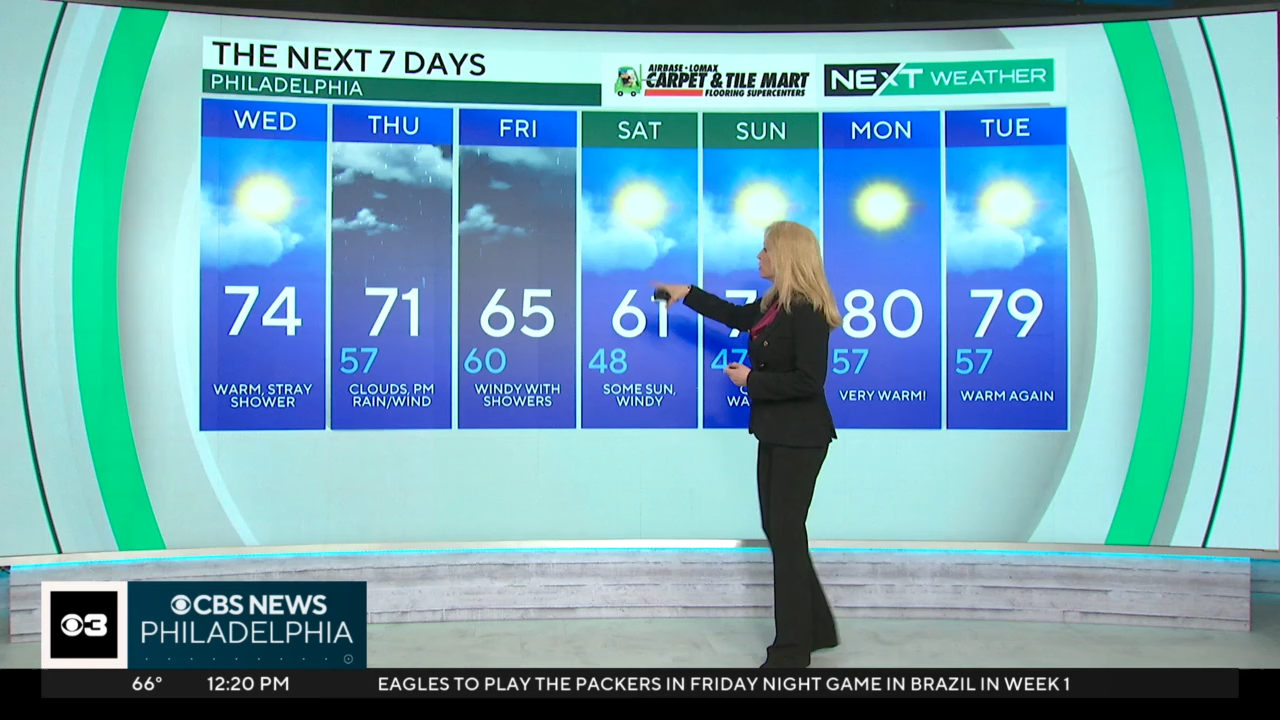 THE NEXT 7 DAYS
PHILADELPHIA
AIRBASE • LOMAX
CARPET & TILE MART
FLOORING SUPERCENTERS
NEXT WEATHER
WED
THU
FRI
SAT
SUN
MON
TUE
74
71
65
61
80
79
57
60
48
47
57
57
WARM, STRAY
SHOWER
CLOUDS, PM
RAIN/WIND
WINDY WITH
SHOWERS
SOME SUN,
WINDY
VERY WARM!
WARM AGAIN
3
CBS NEWS
PHILADELPHIA
66° 12:20 PM EAGLES TO PLAY THE PACKERS IN FRIDAY NIGHT GAME IN BRAZIL IN WEEK 1